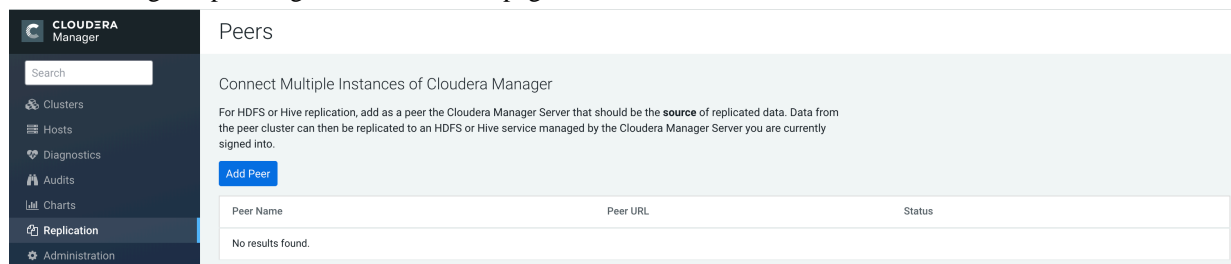 CLOUDERA
Manager
Search
Clusters
Hosts
Diagnostics
Audits
Charts
Replication
Administration
Peers
Connect Multiple Instances of Cloudera Manager
For HDFS or Hive replication, add as a peer the Cloudera Manager Server that should be the source of replicated data. Data from
the peer cluster can then be replicated to an HDFS or Hive service managed by the Cloudera Manager Server you are currently
signed into.
Add Peer
Peer Name Peer URL Status
No results found.